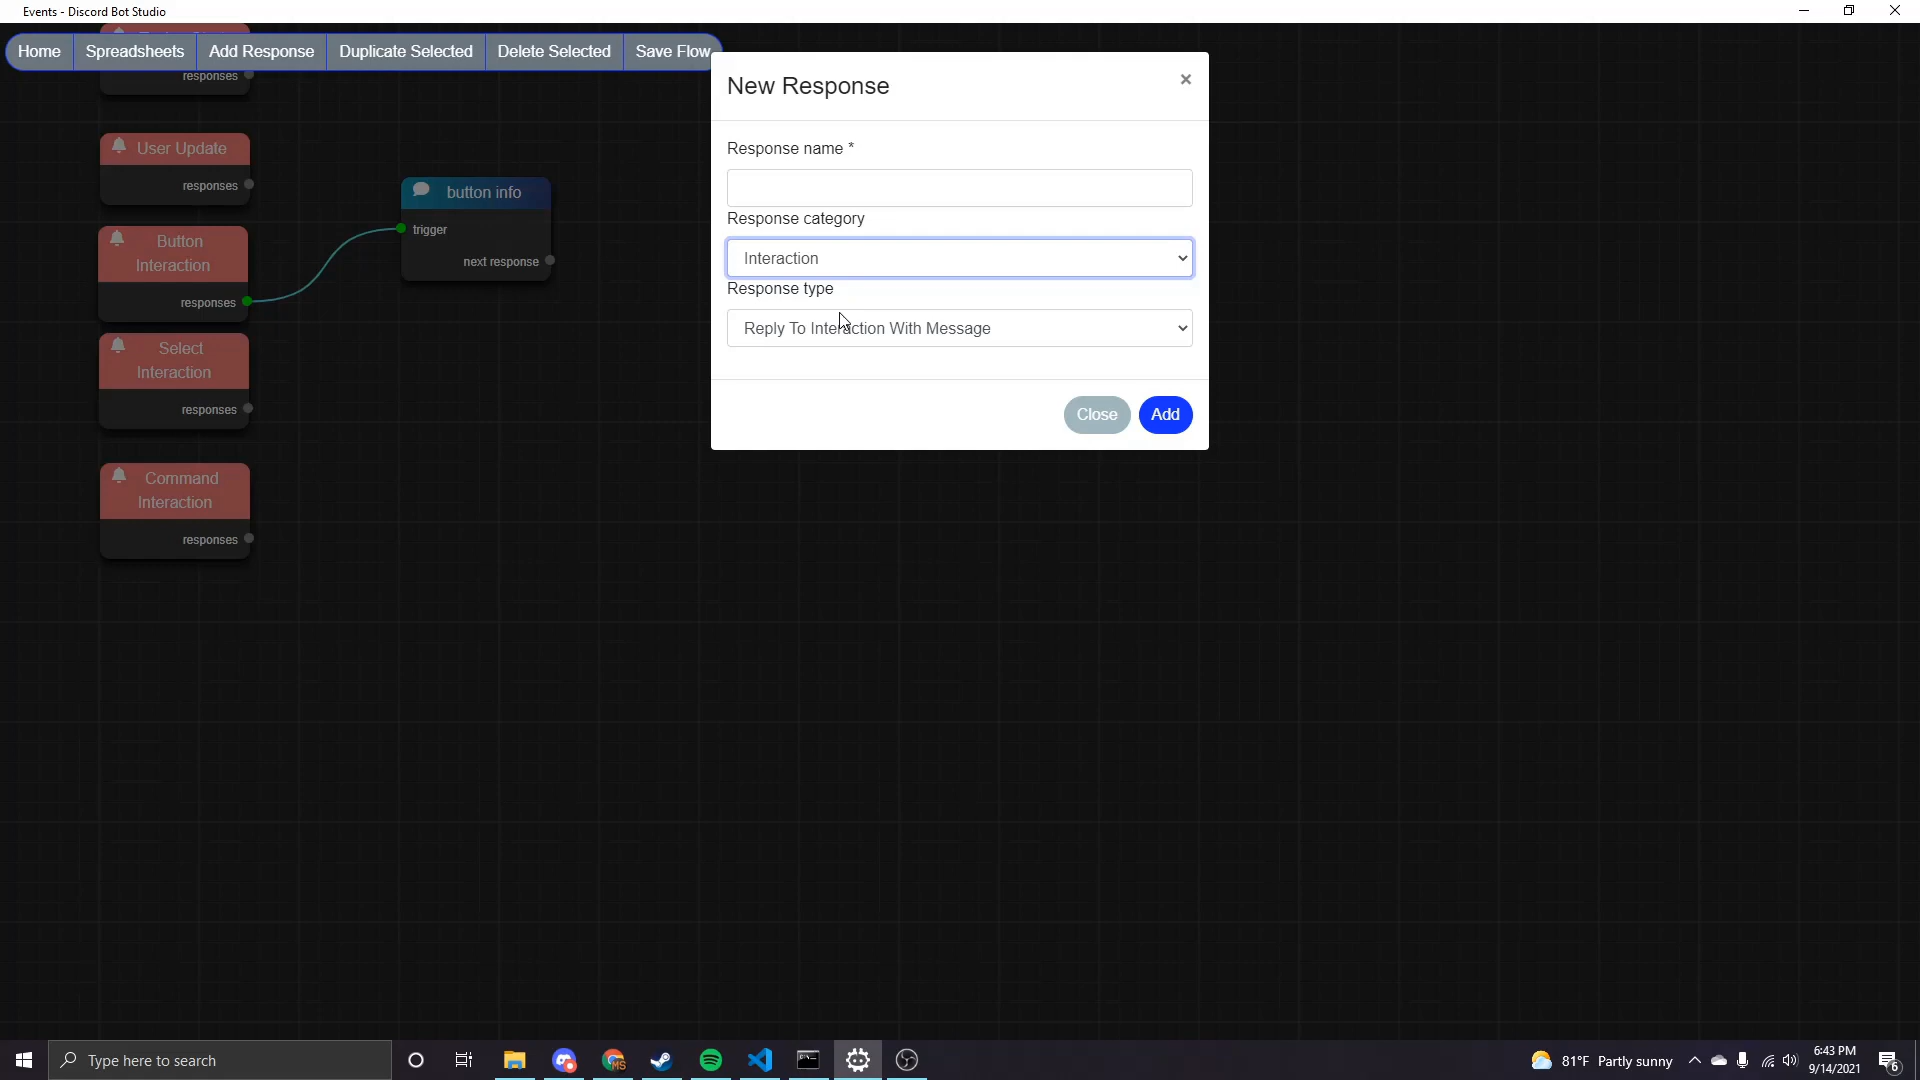 Events - Discord Bot Studio
Home Spreadsheets Add Response Duplicate Selected Delete Selected Save Flow
responses
User Update
responses
Button
Interaction
responses
Select
Interaction
responses
Command
Interaction
responses
button info
trigger
next response
New Response
×
Response name *
Response category
Interaction
Response type
Reply To Interaction With Message
Close Add
Type here to search
MS
81°F Partly sunny
6:43 PM
9/14/2021
6